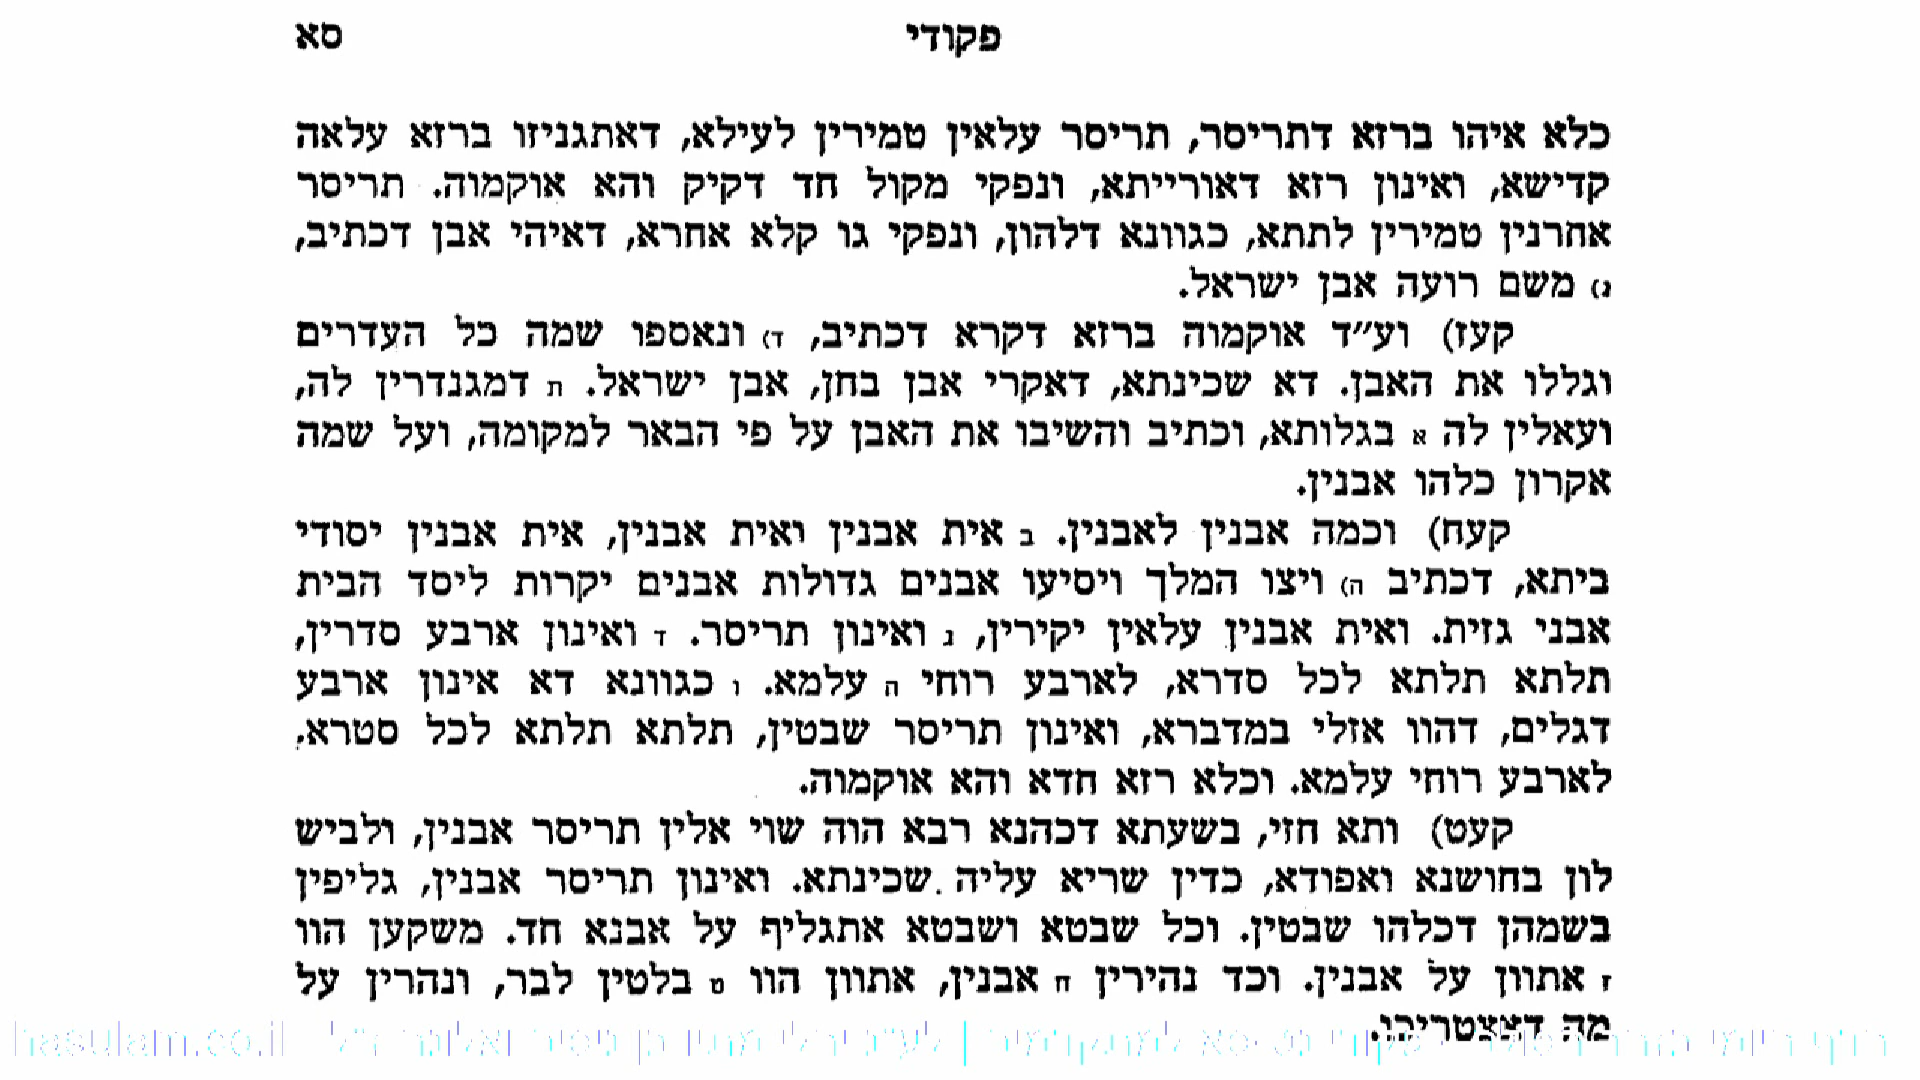 פקודי סא
כלא איהו ברזא דתריסר, תריסר עלאין טמירין לעילא, דאתגניזו ברזא עלאה
קדישא, ואינון רזא דאורייתא, ונפקי מקול חד דקיק והא אוקמוה. תריסר
אחרנין טמירין לתתא, כגוונא דלהון, ונפקי גו קלא אחרא, דאיהי אבן דכתיב,
ג) משם רועה אבן ישראל.
קעז) וע״ד אוקמוה ברזא דקרא דכתיב, ד) ונאספו שמה כל העדרים
וגללו את האבן. דא שכינתא, דאקרי אבן בחן, אבן ישראל. ת דמגנדרין לה,
ועאלין לה א בגלותא, וכתיב והשיבו את האבן על פי הבאר למקומה, ועל שמה
אקרון כלהו אבנין.
קעח) וכמה אבנין לאבנין. ב אית אבנין ואית אבנין, אית אבנין יסודי
ביתא, דכתיב ה) ויצו המלך ויסיעו אבנים גדולות אבנים יקרות ליסד הבית
אבני גזית. ואית אבנין עלאין יקירין, ג ואינון תריסר. ד ואינון ארבע סדרין,
תלתא תלתא לכל סדרא, לארבע רוחי ה עלמא. ו כגוונא דא אינון ארבע
דגלים, דהוו אזלי במדברא, ואינון תריסר שבטין, תלתא תלתא לכל סטרא.
לארבע רוחי עלמא. וכלא רזא חדא והא אוקמוה.
קעט) ותא חזי, בשעתא דכהנא רבא הוה שוי אלין תריסר אבנין, ולביש
לון בחושנא ואפודא, כדין שריא עליה שכינתא. ואינון תריסר אבנין, גליפין
בשמהן דכלהו שבטין. וכל שבטא ושבטא אתגליף על אבנא חד. משקען הוו
ז אתוון על אבנין. וכד נהירין ח אבנין, אתוון הוו ט בלטין לבר, ונהרין על
מה דאצטריכו.
hasulam.co.il